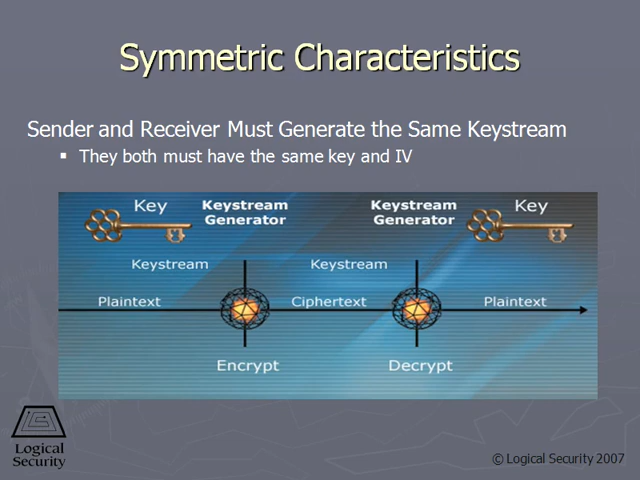 Symmetric Characteristics
Sender and Receiver Must Generate the Same Keystream
▪ They both must have the same key and IV
Key
Keystream
Generator
Keystream
Generator
Key
Keystream
Keystream
Plaintext
Ciphertext
Plaintext
Encrypt
Decrypt
Logical
Security
© Logical Security 2007